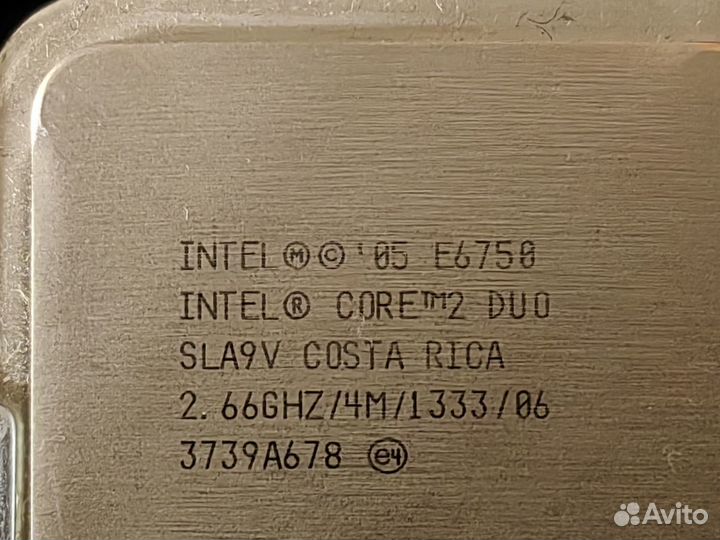 INTEL Ⓜ © '05 E6750
INTEL® CORE™2 DUO
SLA9V COSTA RICA
2.66GHZ/4M/1333/06
3739A678 e4
Avito